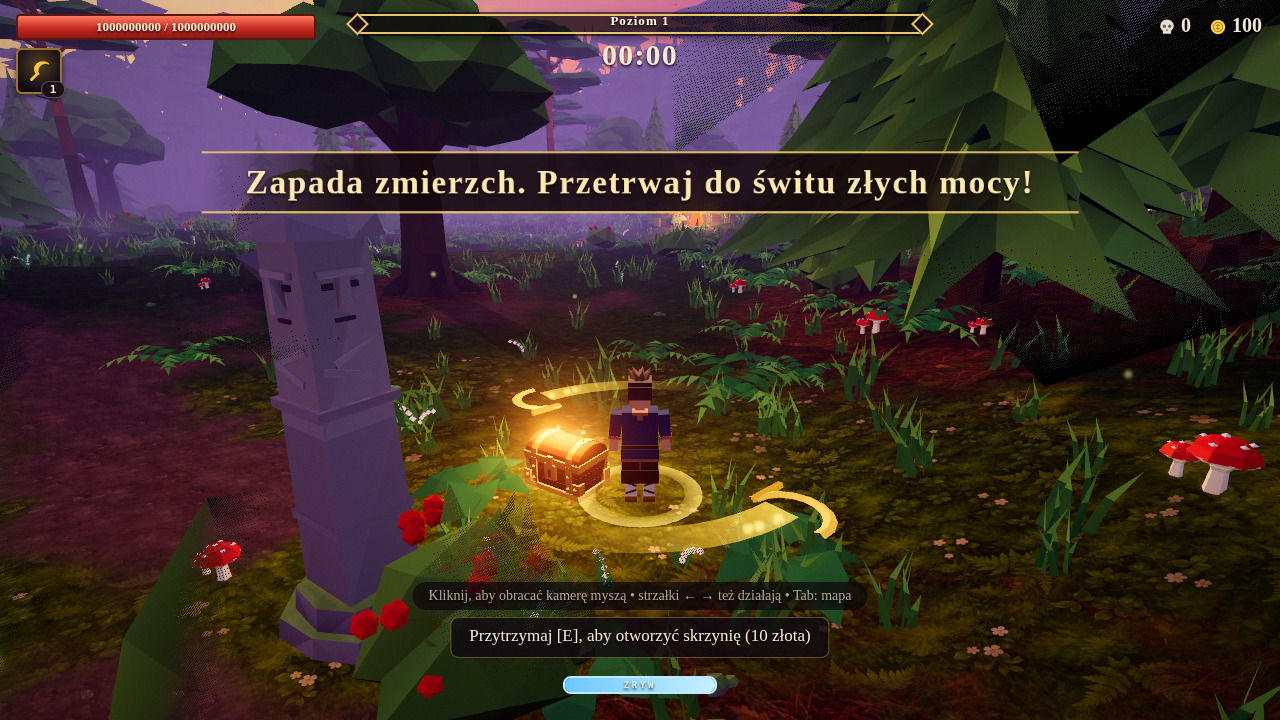 1000000000 / 1000000000
Poziom 1
0
100
00:00
1
Zapada zmierzch. Przetrwaj do świtu złych mocy!
Kliknij, aby obracać kamerę myszą • strzałki ← → też działają • Tab: mapa
Przytrzymaj [E], aby otworzyć skrzynię (10 złota)
ZRYW